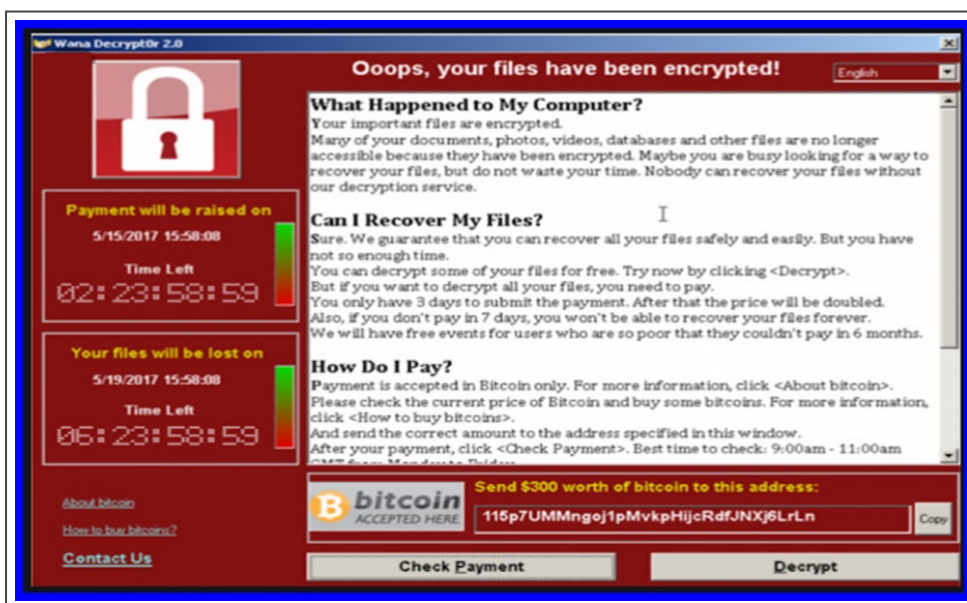 Wana Decrypt0r 2.0
Ooops, your files have been encrypted!
English
What Happened to My Computer?
Your important files are encrypted.
Many of your documents, photos, videos, databases and other files are no longer
accessible because they have been encrypted. Maybe you are busy looking for a way to
recover your files, but do not waste your time. Nobody can recover your files without
our decryption service.
Can I Recover My Files?
Sure. We guarantee that you can recover all your files safely and easily. But you have
not so enough time.
You can decrypt some of your files for free. Try now by clicking <Decrypt>.
But if you want to decrypt all your files, you need to pay.
You only have 3 days to submit the payment. After that the price will be doubled.
Also, if you don't pay in 7 days, you won't be able to recover your files forever.
We will have free events for users who are so poor that they couldn't pay in 6 months.
How Do I Pay?
Payment is accepted in Bitcoin only. For more information, click <About bitcoin>.
Please check the current price of Bitcoin and buy some bitcoins. For more information,
click <How to buy bitcoins>.
And send the correct amount to the address specified in this window.
After your payment, click <Check Payment>. Best time to check: 9:00am - 11:00am
GMT from Monday to Friday.
Payment will be raised on
5/15/2017 15:58:08
Time Left
02:23:58:59
Your files will be lost on
5/19/2017 15:58:08
Time Left
06:23:58:59
About bitcoin
How to buy bitcoins?
Contact Us
bitcoin
ACCEPTED HERE
Send $300 worth of bitcoin to this address:
115p7UMMngoj1pMvkpHijcRdfJNXj6LrLn
Copy
Check Payment
Decrypt